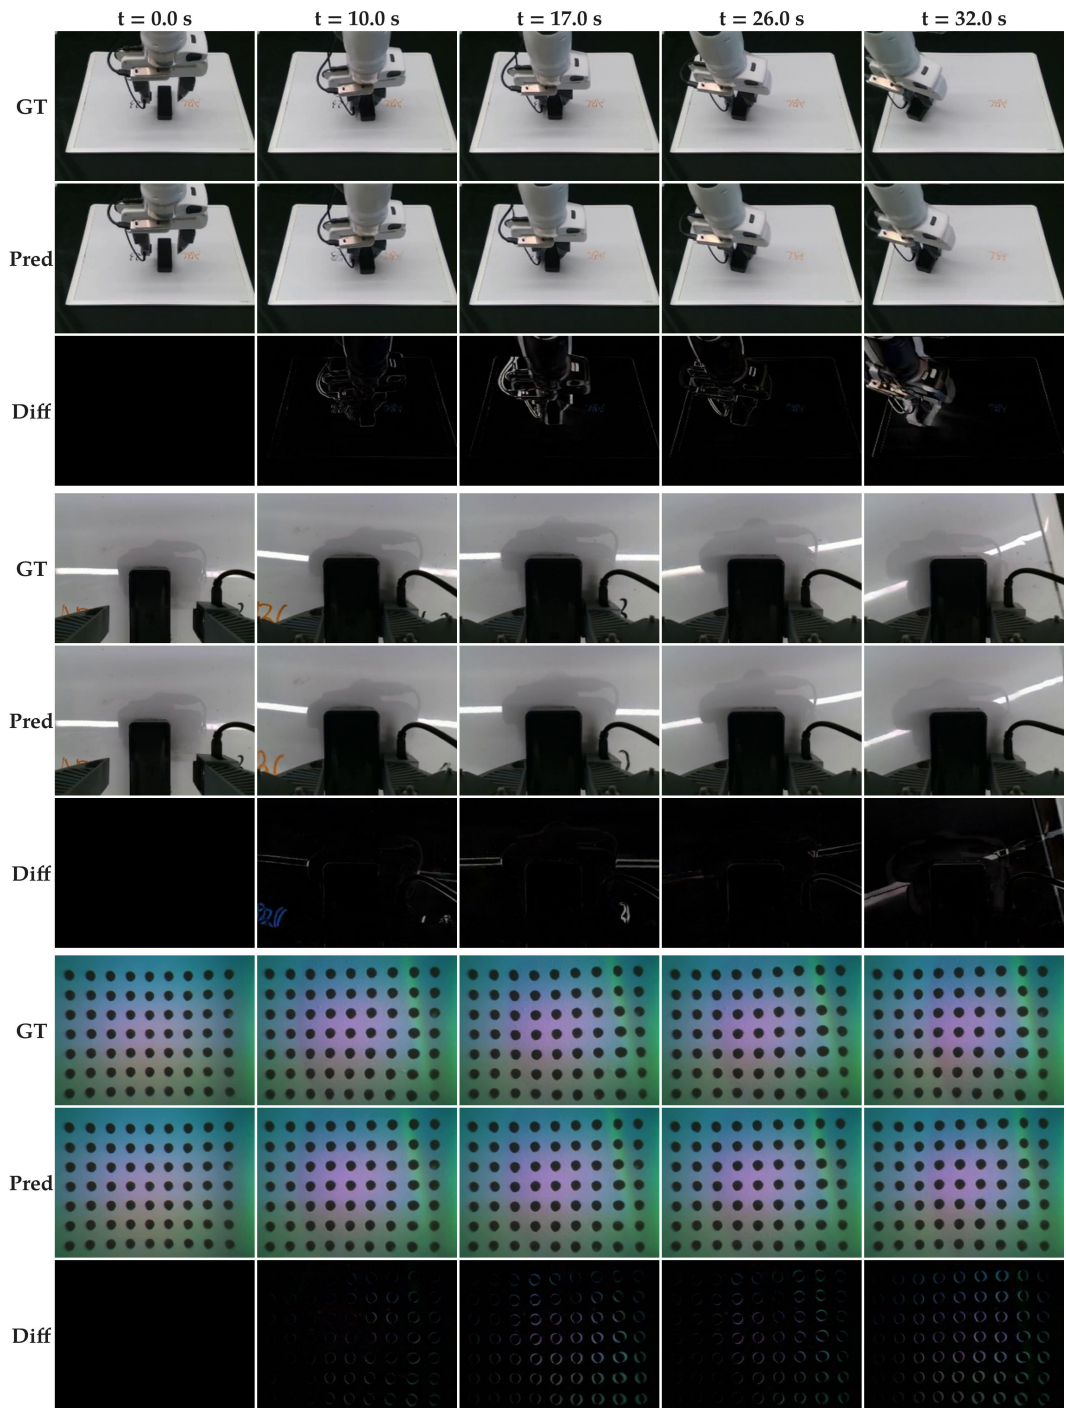 t = 0.0 s t = 10.0 s t = 17.0 s t = 26.0 s t = 32.0 s
GT
Pred
Diff
GT
Pred
Diff
GT
Pred
Diff